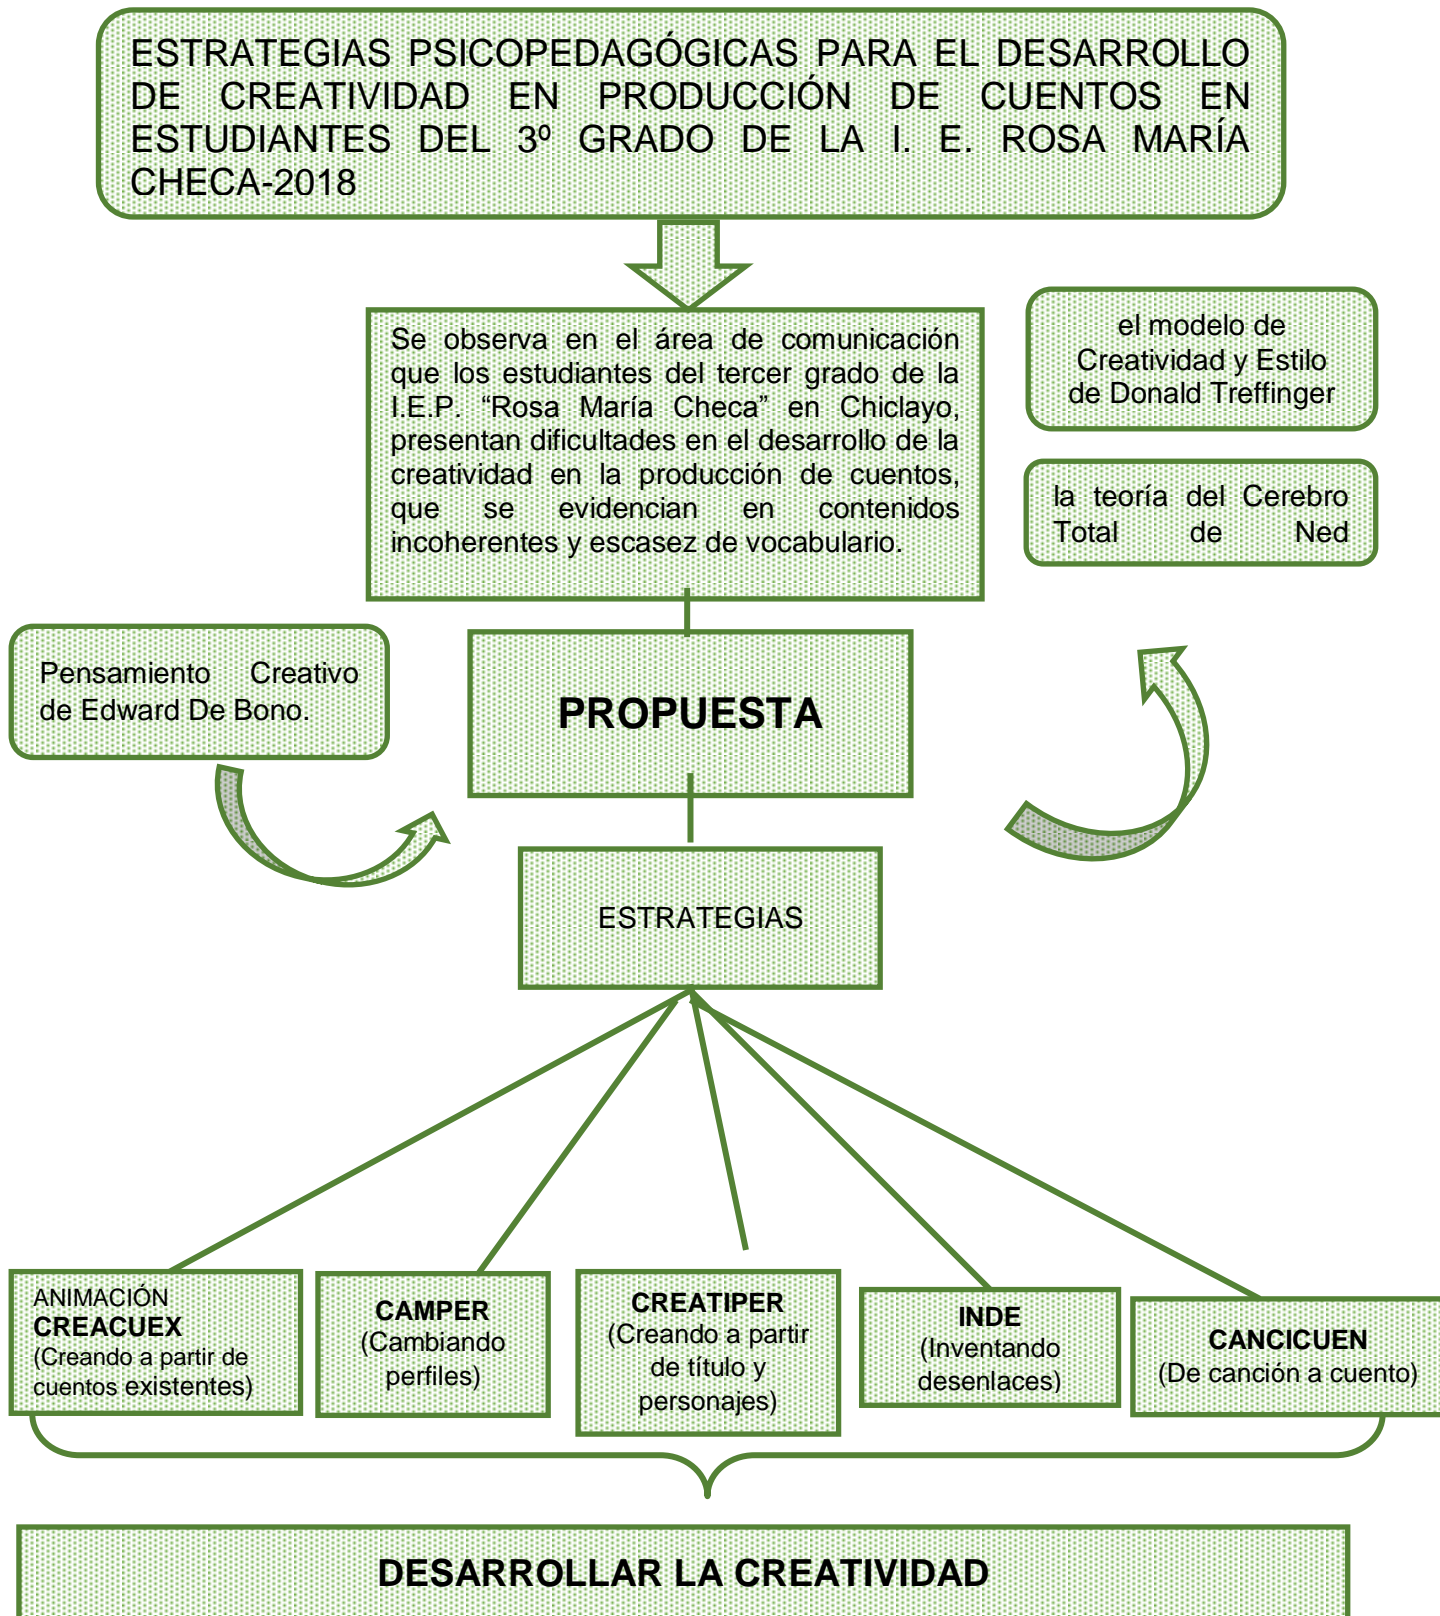 ESTRATEGIAS PSICOPEDAGÓGICAS PARA EL DESARROLLO
DE CREATIVIDAD EN PRODUCCIÓN DE CUENTOS EN
ESTUDIANTES DEL 3º GRADO DE LA I. E. ROSA MARÍA
CHECA-2018
Se observa en el área de comunicación
que los estudiantes del tercer grado de la
I.E.P. “Rosa María Checa” en Chiclayo,
presentan dificultades en el desarrollo de la
creatividad en la producción de cuentos,
que se evidencian en contenidos
incoherentes y escasez de vocabulario.
el modelo de
Creatividad y Estilo
de Donald Treffinger
la teoría del Cerebro
Total de Ned
Pensamiento Creativo
de Edward De Bono.
PROPUESTA
ESTRATEGIAS
ANIMACIÓN
CREACUEX
(Creando a partir de
cuentos existentes)
CAMPER
(Cambiando
perfiles)
CREATIPER
(Creando a partir
de título y
personajes)
INDE
(Inventando
desenlaces)
CANCICUEN
(De canción a cuento)
DESARROLLAR LA CREATIVIDAD